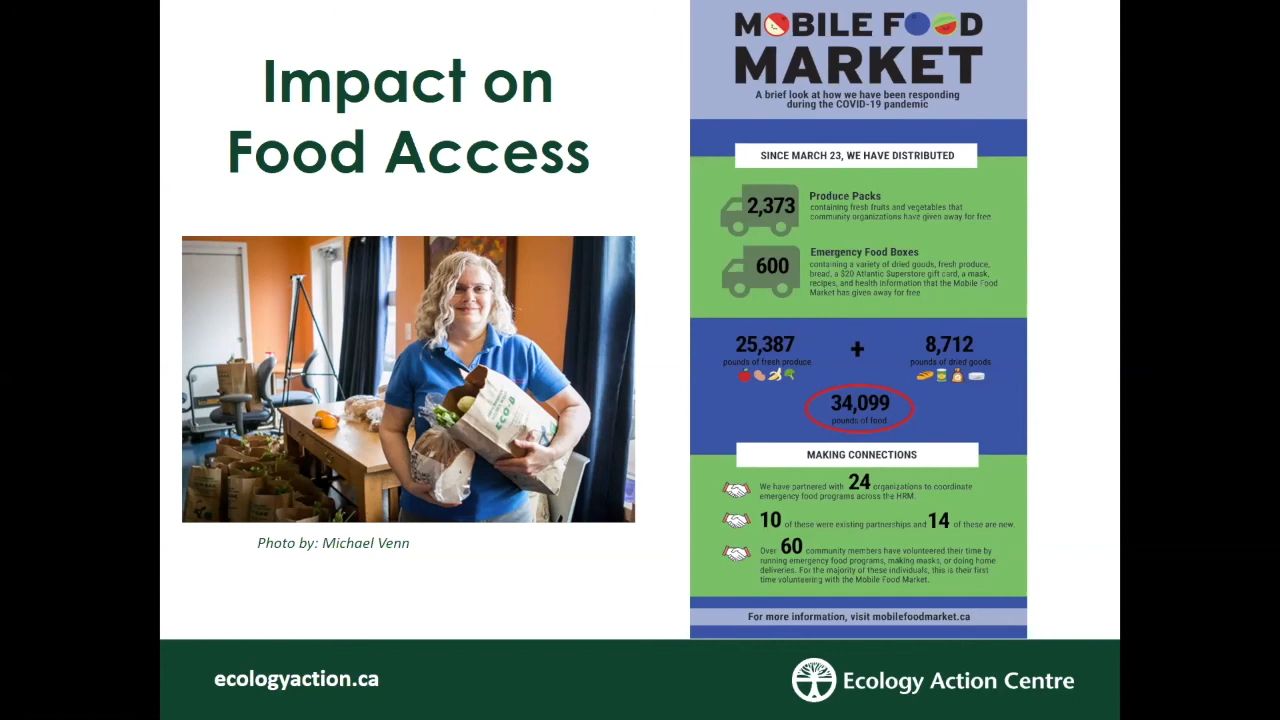 Impact on
Food Access
Photo by: Michael Venn
MOBILE FOOD
MARKET
A brief look at how we have been responding
during the COVID-19 pandemic
SINCE MARCH 23, WE HAVE DISTRIBUTED
2,373
Produce Packs
containing fresh fruits and vegetables that
community organizations have given away for free
600
Emergency Food Boxes
containing a variety of dried goods, fresh produce,
bread, a $20 Atlantic Superstore gift card, a mask,
recipes, and health information that the Mobile Food
Market has given away for free
25,387
pounds of fresh produce
+
8,712
pounds of dried goods
34,099
pounds of food
MAKING CONNECTIONS
We have partnered with 24 organizations to coordinate
emergency food programs across the HRM.
10 of these were existing partnerships and 14 of these are new.
Over 60 community members have volunteered their time by
running emergency food programs, making masks, or doing home
deliveries. For the majority of these individuals, this is their first
time volunteering with the Mobile Food Market.
For more information, visit mobilefoodmarket.ca
ecologyaction.ca
Ecology Action Centre